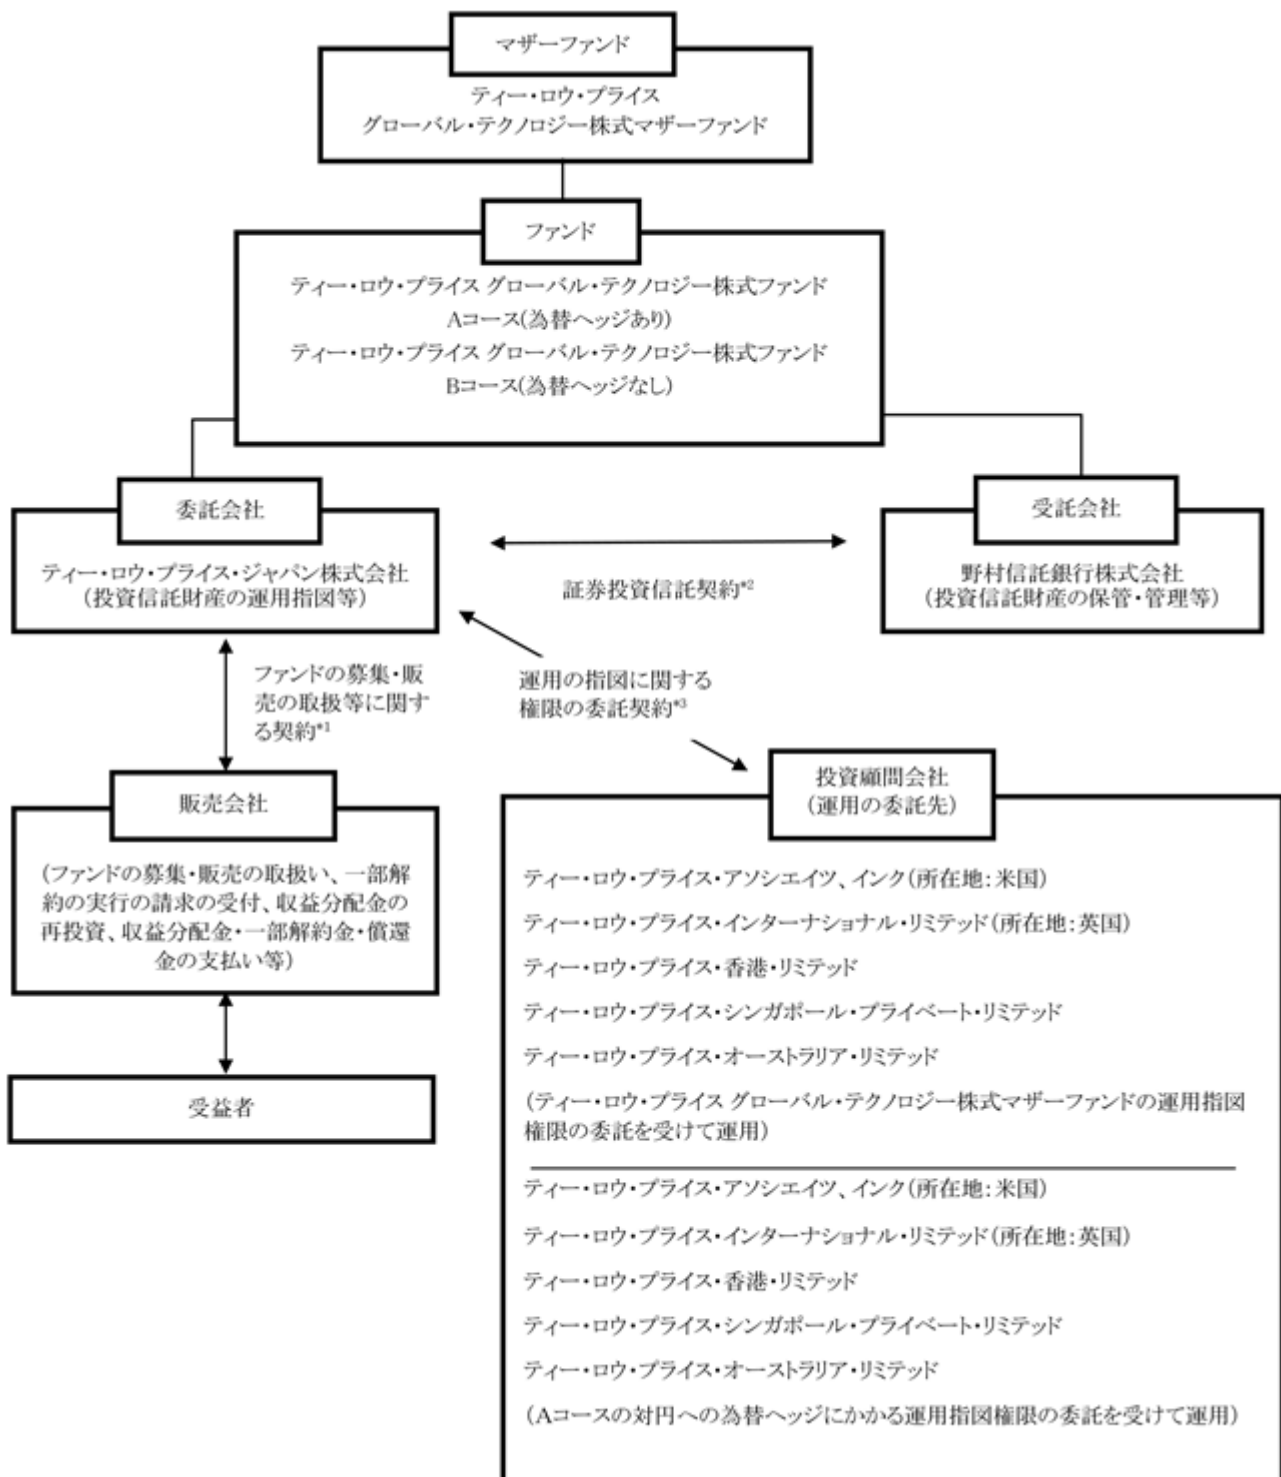 マザーファンド
ティー・ロウ・プライス
グローバル・テクノロジー株式マザーファンド
ファンド
ティー・ロウ・プライス グローバル・テクノロジー株式ファンド
Aコース(為替ヘッジあり)
ティー・ロウ・プライス グローバル・テクノロジー株式ファンド
Bコース(為替ヘッジなし)
委託会社
ティー・ロウ・プライス・ジャパン株式会社
(投資信託財産の運用指図等)
証券投資信託契約*2
受託会社
野村信託銀行株式会社
(投資信託財産の保管・管理等)
ファンドの募集・販
売の取扱等に関す
る契約*1
運用の指図に関する
権限の委託契約*3
販売会社
(ファンドの募集・販売の取扱い、一部解
約の実行の請求の受付、収益分配金の
再投資、収益分配金・一部解約金・償還
金の支払い等)
受益者
投資顧問会社
(運用の委託先)
ティー・ロウ・プライス・アソシエイツ、インク(所在地:米国)
ティー・ロウ・プライス・インターナショナル・リミテッド(所在地:英国)
ティー・ロウ・プライス・香港・リミテッド
ティー・ロウ・プライス・シンガポール・プライベート・リミテッド
ティー・ロウ・プライス・オーストラリア・リミテッド
(ティー・ロウ・プライス グローバル・テクノロジー株式マザーファンドの運用指図
権限の委託を受けて運用)
ティー・ロウ・プライス・アソシエイツ、インク(所在地:米国)
ティー・ロウ・プライス・インターナショナル・リミテッド(所在地:英国)
ティー・ロウ・プライス・香港・リミテッド
ティー・ロウ・プライス・シンガポール・プライベート・リミテッド
ティー・ロウ・プライス・オーストラリア・リミテッド
(Aコースの対円への為替ヘッジにかかる運用指図権限の委託を受けて運用)